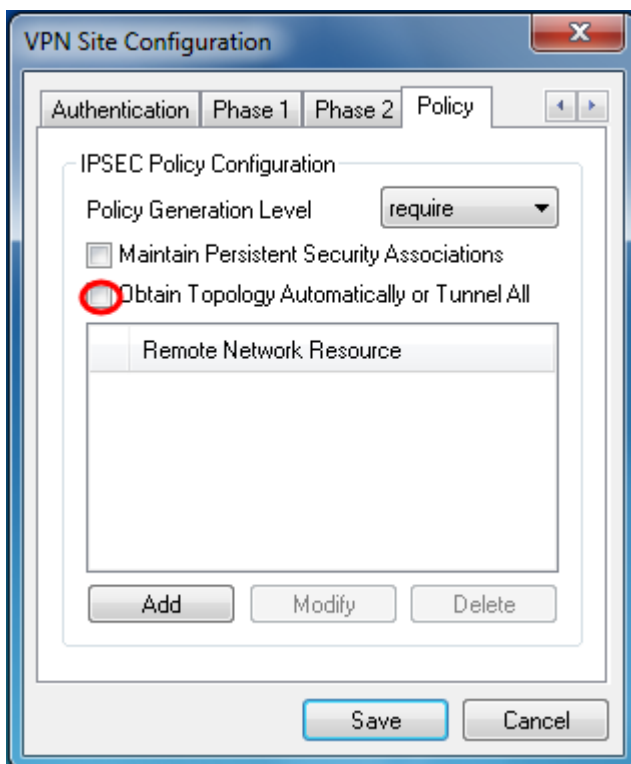 VPN Site Configuration
Authentication Phase 1 Phase 2 Policy
IPSEC Policy Configuration
Policy Generation Level require
Maintain Persistent Security Associations
Obtain Topology Automatically or Tunnel All
Remote Network Resource
Add Modify Delete
Save Cancel